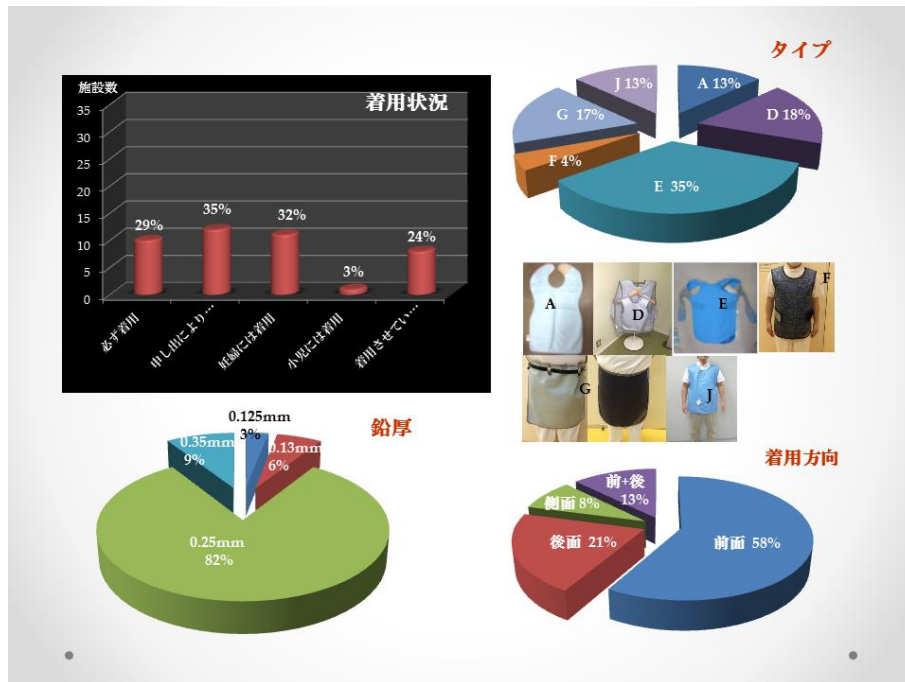 施設数
着用状況
35
30
25
20
15
10
5
0
29%
35%
32%
3%
24%
必ず着用
申し出により…
妊婦には着用
小児には着用
着用させてい…
タイプ
J 13%
A 13%
G 17%
D 18%
F 4%
E 35%
A
D
E
F
G
J
鉛厚
0.125mm
3%
0.35mm
9%
0.13mm
6%
0.25mm
82%
着用方向
前+後
13%
側面 8%
後面 21%
前面 58%